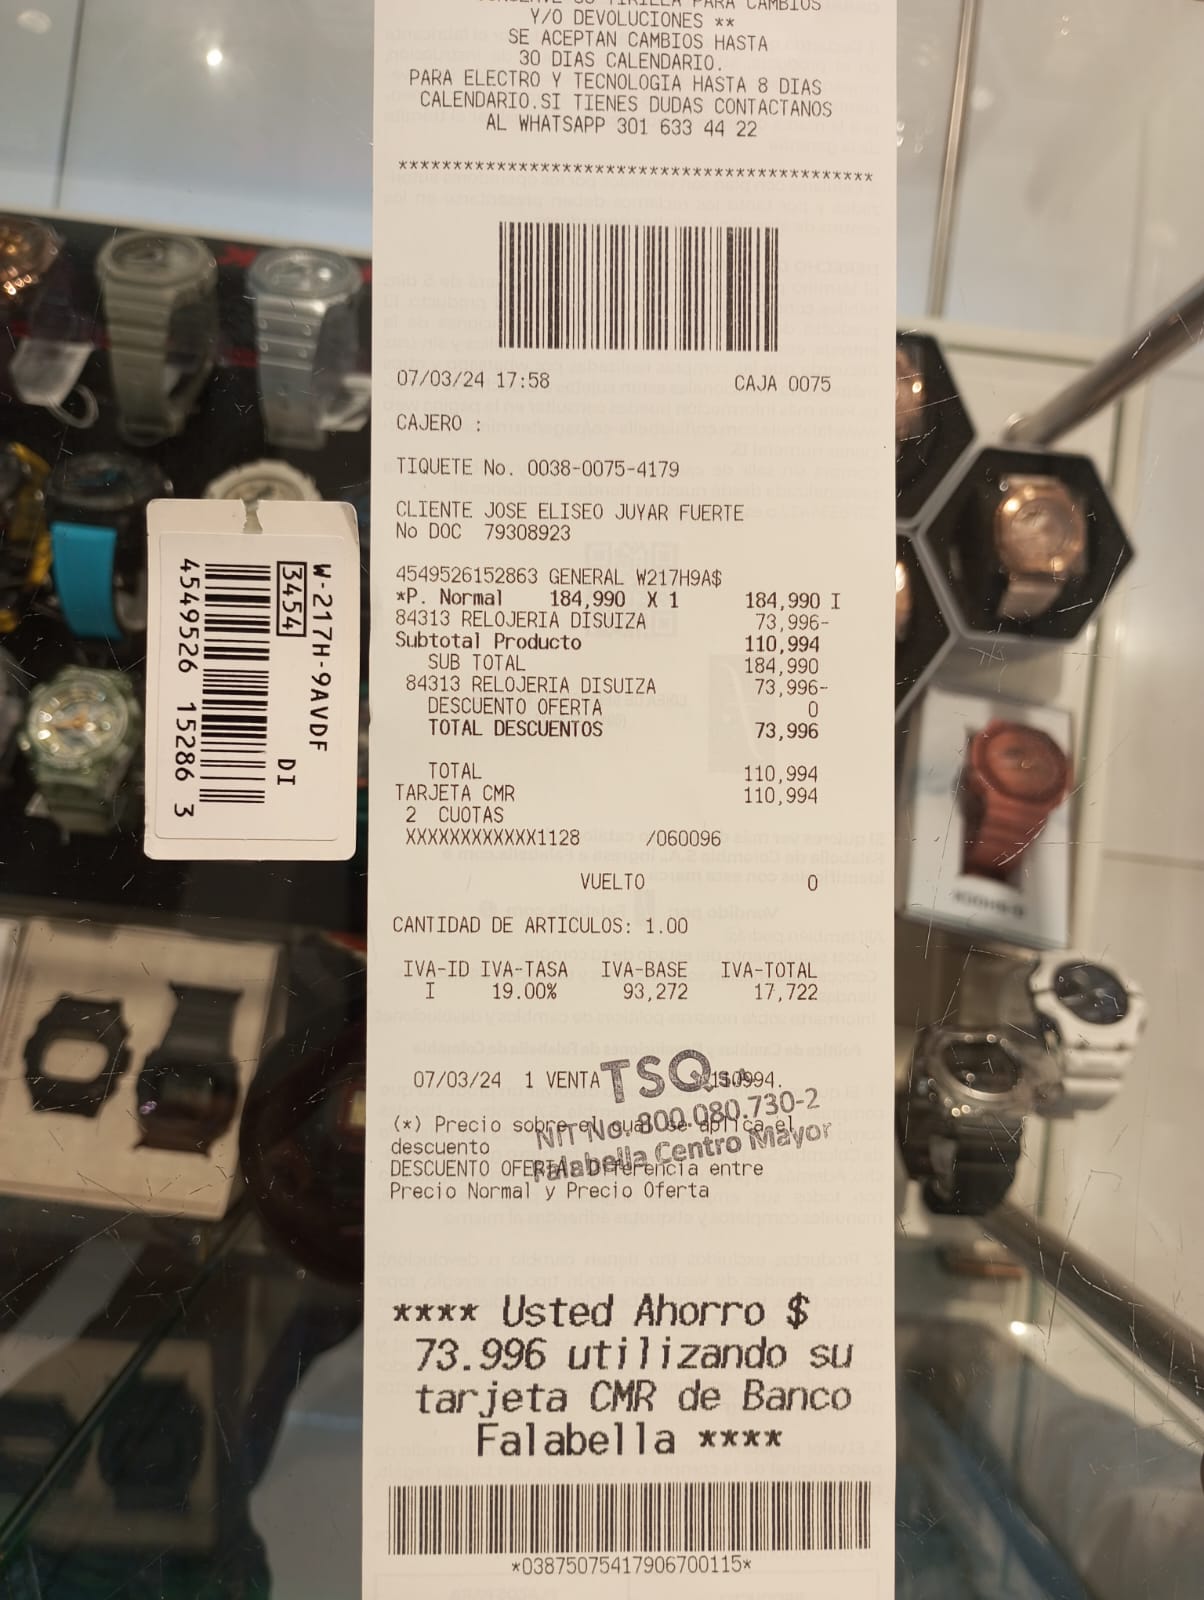 PARA CAMBIOS
Y/O DEVOLUCIONES **
SE ACEPTAN CAMBIOS HASTA
30 DIAS CALENDARIO.
PARA ELECTRO Y TECNOLOGIA HASTA 8 DIAS
CALENDARIO.SI TIENES DUDAS CONTACTANOS
AL WHATSAPP 301 633 44 22
********************************************
07/03/24 17:58 CAJA 0075
CAJERO :
TIQUETE No. 0038-0075-4179
CLIENTE JOSE ELISEO JUYAR FUERTE
No DOC 79308923
4549526152863 GENERAL W217H9A$
*P. Normal 184,990 X 1 184,990 I
84313 RELOJERIA DISUIZA 73,996-
Subtotal Producto 110,994
SUB TOTAL 184,990
84313 RELOJERIA DISUIZA 73,996-
DESCUENTO OFERTA 0
TOTAL DESCUENTOS 73,996
TOTAL 110,994
TARJETA CMR 110,994
2 CUOTAS
XXXXXXXXXXXX1128 /060096
VUELTO 0
CANTIDAD DE ARTICULOS: 1.00
IVA-ID IVA-TASA IVA-BASE IVA-TOTAL
I 19.00% 93,272 17,722
07/03/24 1 VENTA 110994.
TSQ S.A.
NIT No. 800.080.730-2
Falabella Centro Mayor
(*) Precio sobre el cual se aplica el
descuento
DESCUENTO OFERTA: Diferencia entre
Precio Normal y Precio Oferta
**** Usted Ahorro $
73.996 utilizando su
tarjeta CMR de Banco
Falabella ****
*03875075417906700115*
W-217H-9AVDF
3454 DI
4549526 15286 3